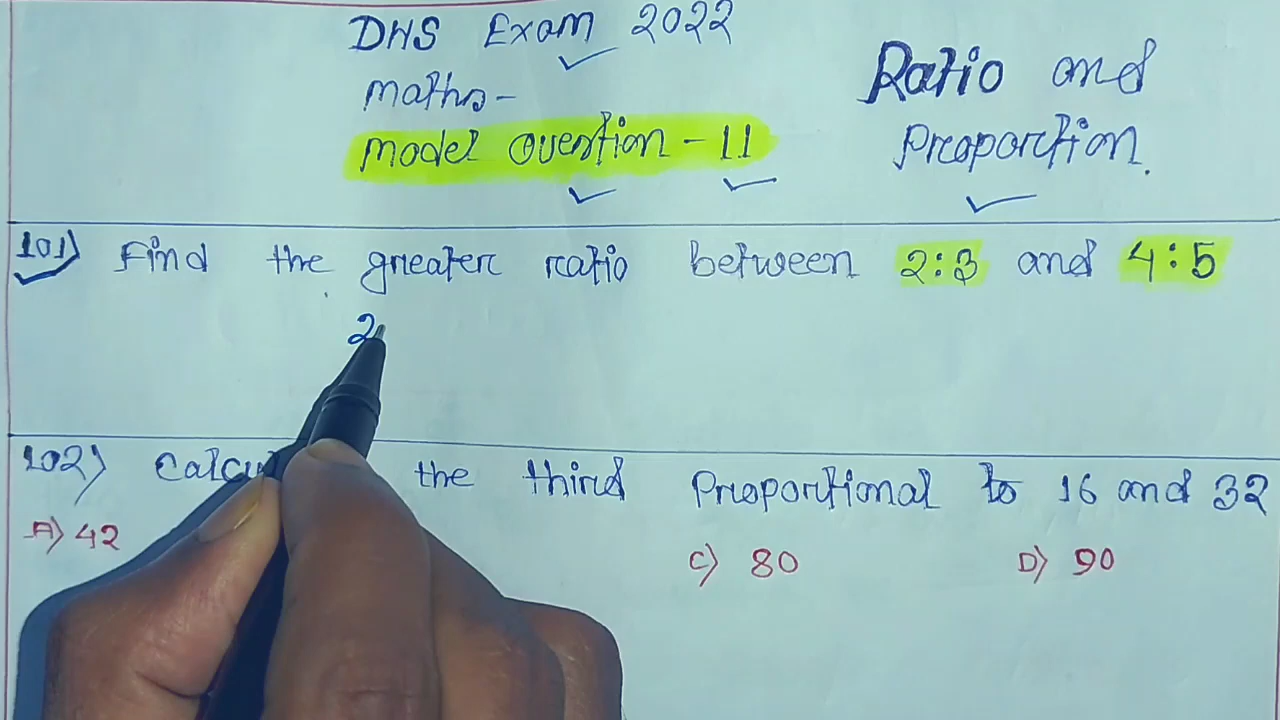 DHS Exam 2022
maths-
Model Question - 11
Ratio and
Proportion.
101) Find the greater ratio between 2:3 and 4:5
2
102) the third Proportional to 16 and 32
A) 42
C) 80
D) 90